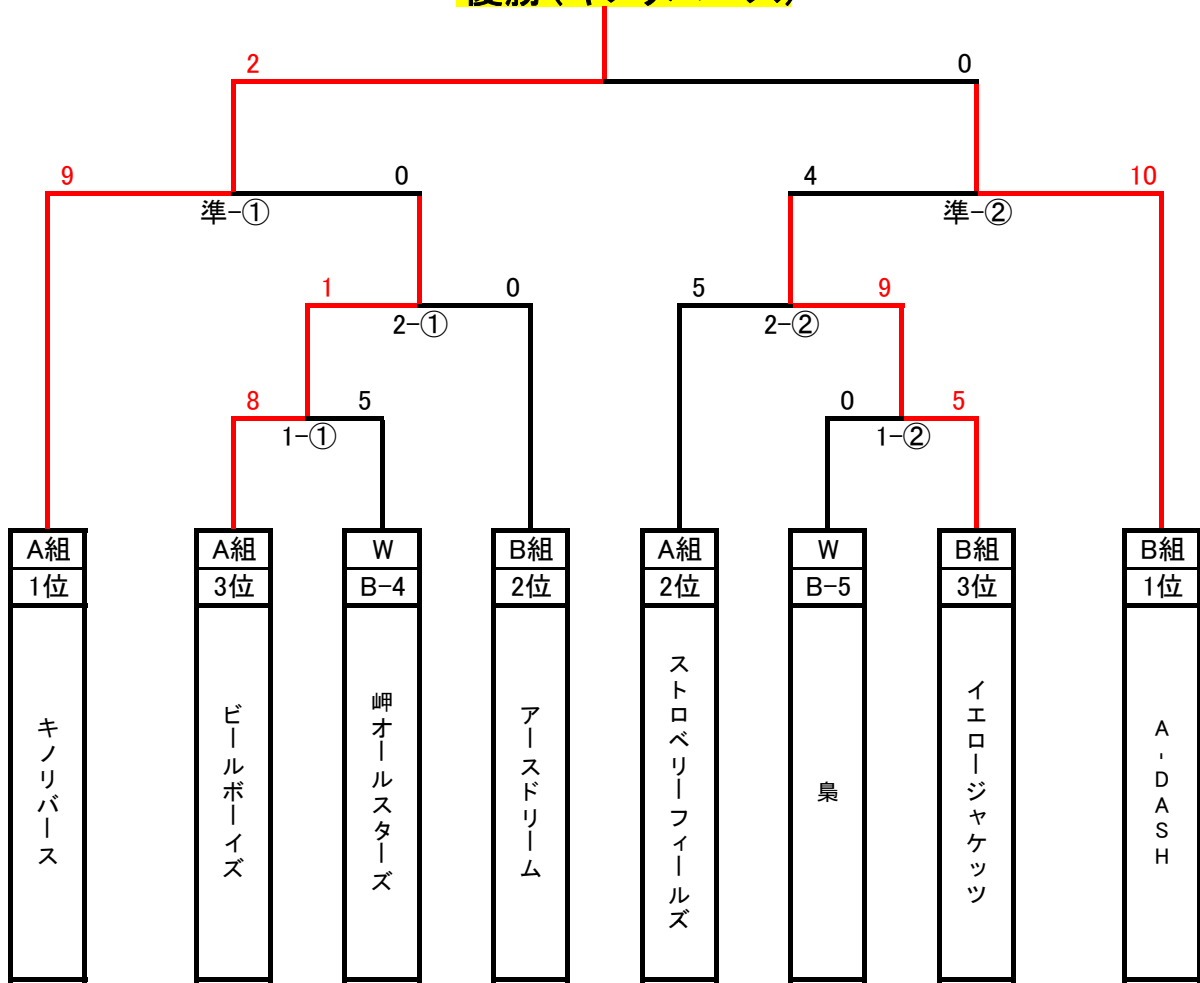 2 0
9 0 4 10
準-① 準-②
1 0 5 9
2-① 2-②
8 5 0 5
1-① 1-②
A組 A組 W B組 A組 W B組 B組
1位 3位 B-4 2位 2位 B-5 3位 1位
キノリバース
ビールボーイズ
岬オールスターズ
アースドリーム
ストロベリーフィールズ
梟
イエロージャケッツ
A-DASH